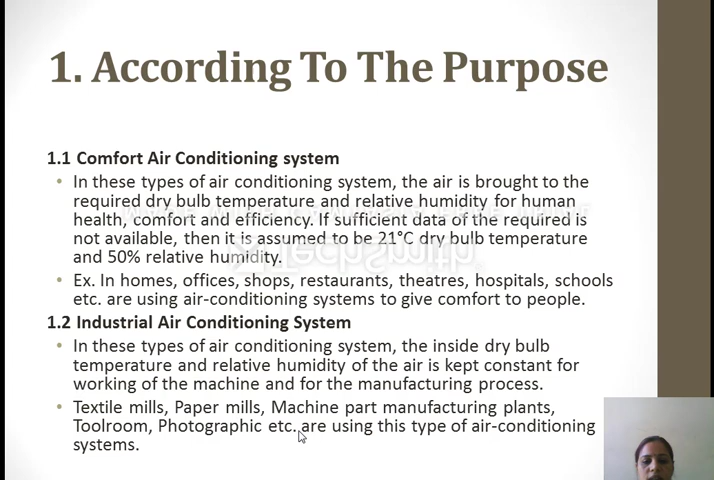 1. According To The Purpose
1.1 Comfort Air Conditioning system
• In these types of air conditioning system, the air is brought to the
required dry bulb temperature and relative humidity for human
health, comfort and efficiency. If sufficient data of the required is
not available, then it is assumed to be 21°C dry bulb temperature
and 50% relative humidity.
• Ex. In homes, offices, shops, restaurants, theatres, hospitals, schools
etc. are using air-conditioning systems to give comfort to people.
1.2 Industrial Air Conditioning System
• In these types of air conditioning system, the inside dry bulb
temperature and relative humidity of the air is kept constant for
working of the machine and for the manufacturing process.
• Textile mills, Paper mills, Machine part manufacturing plants,
Toolroom, Photographic etc. are using this type of air-conditioning
systems.
TechSmith